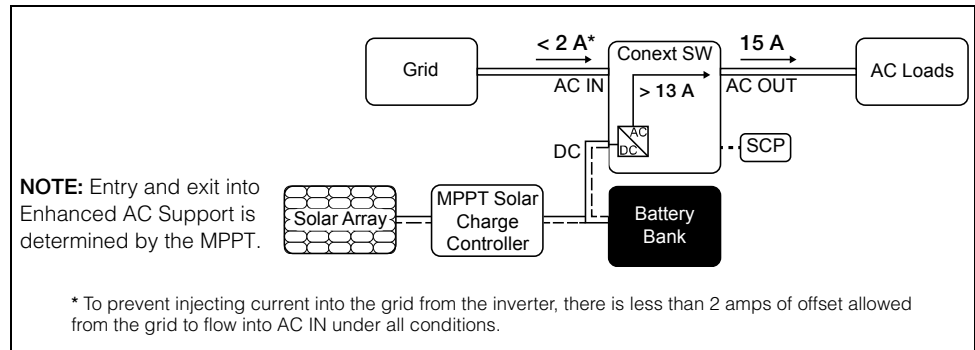 Grid
< 2 A*
AC IN
Conext SW
> 13 A
AC
DC
15 A
AC OUT
AC Loads
DC
SCP
NOTE: Entry and exit into
Enhanced AC Support is
determined by the MPPT.
Solar Array
MPPT Solar
Charge
Controller
Battery
Bank
* To prevent injecting current into the grid from the inverter, there is less than 2 amps of offset allowed
from the grid to flow into AC IN under all conditions.